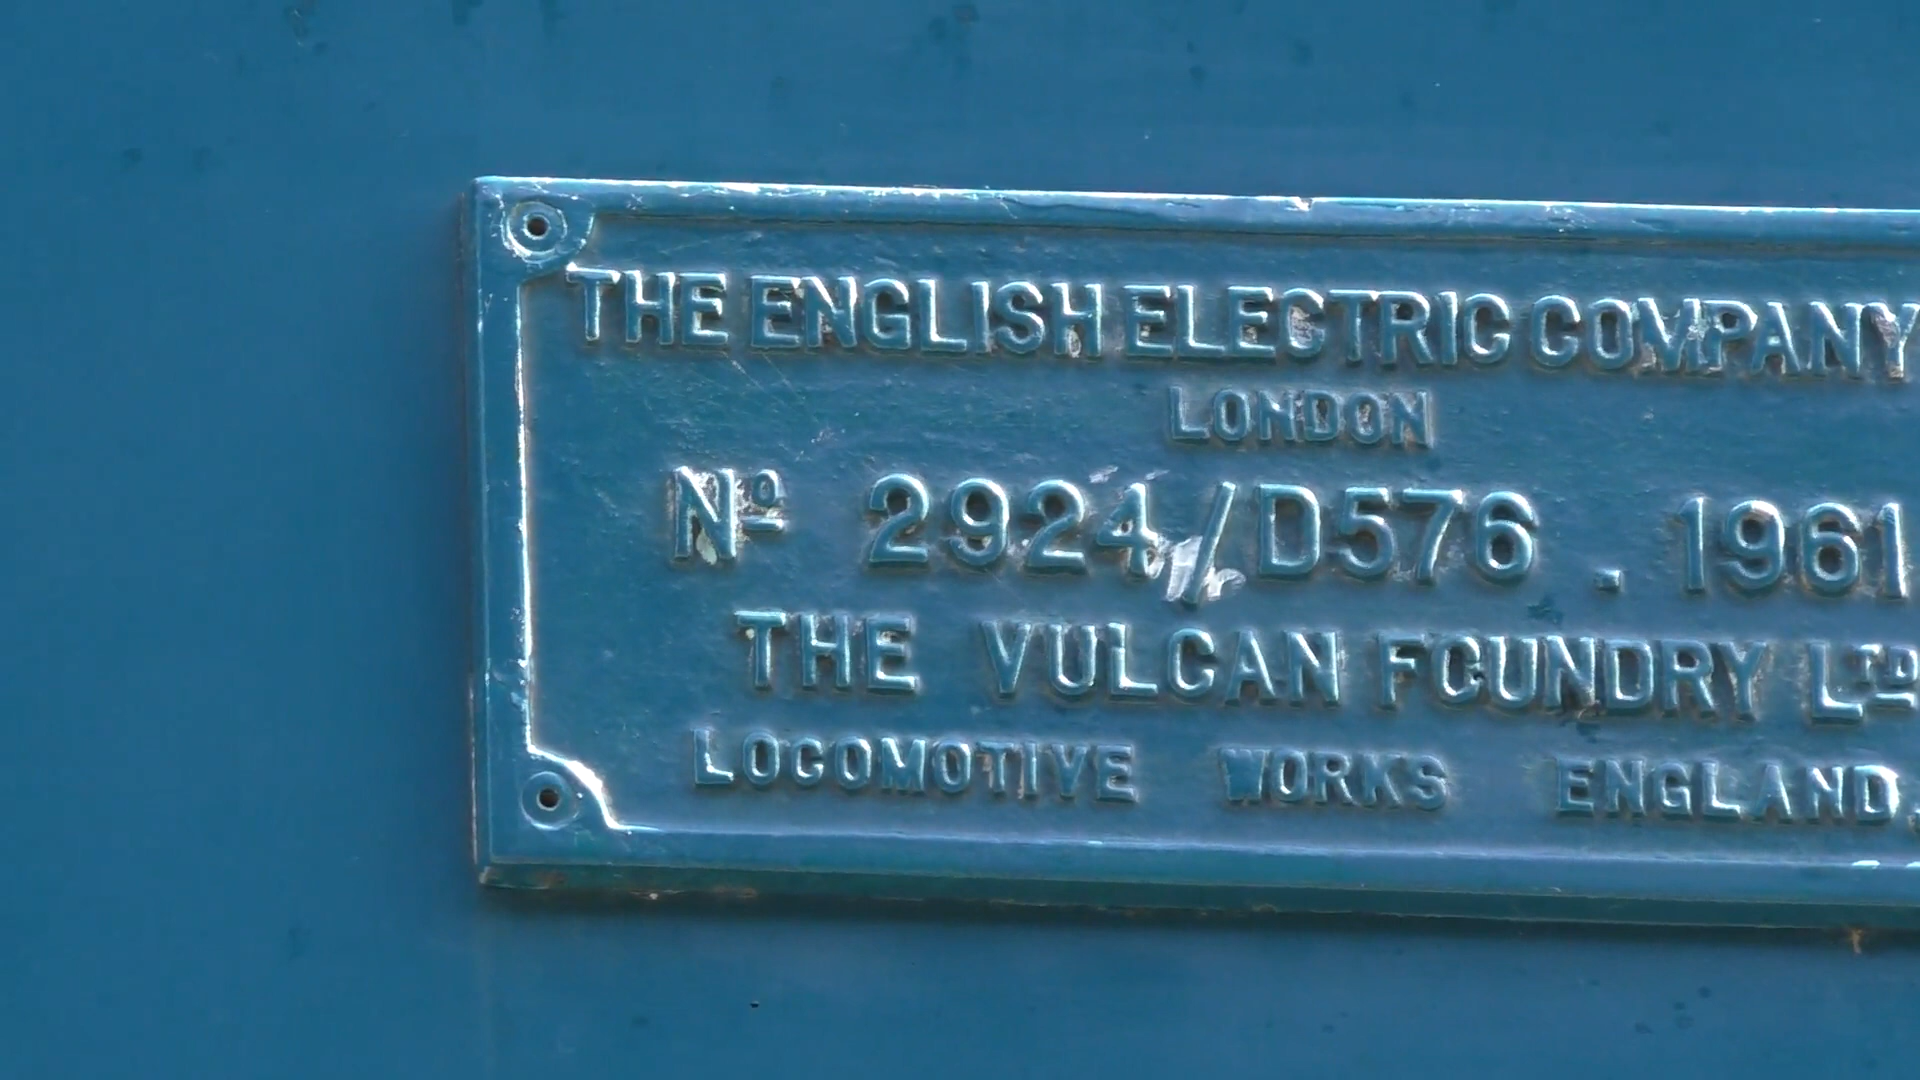 THE ENGLISH ELECTRIC COMPANY
LONDON
Nº 2924/D576 . 1961
THE VULCAN FOUNDRY LTD
LOCOMOTIVE WORKS ENGLAND.